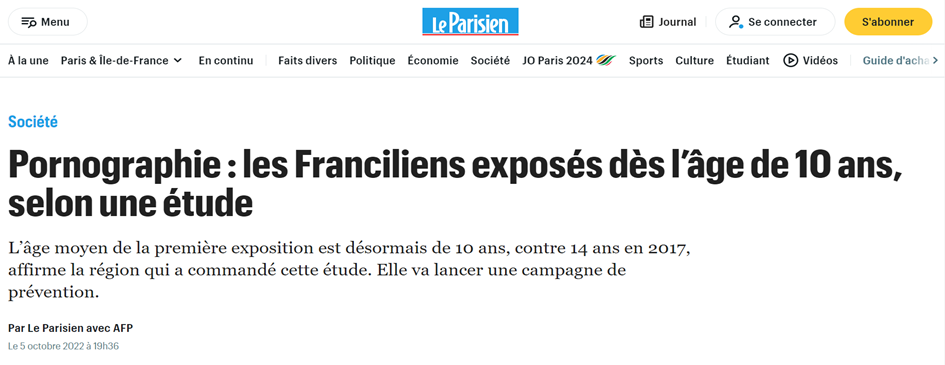 Menu
Le Parisien
Journal
Se connecter
S'abonner
À la une
Paris & Île-de-France
En continu
Faits divers
Politique
Économie
Société
JO Paris 2024
Sports
Culture
Étudiant
Vidéos
Guide d'acha
Société
Pornographie : les Franciliens exposés dès l’âge de 10 ans,
selon une étude
L’âge moyen de la première exposition est désormais de 10 ans, contre 14 ans en 2017,
affirme la région qui a commandé cette étude. Elle va lancer une campagne de
prévention.
Par Le Parisien avec AFP
Le 5 octobre 2022 à 19h36